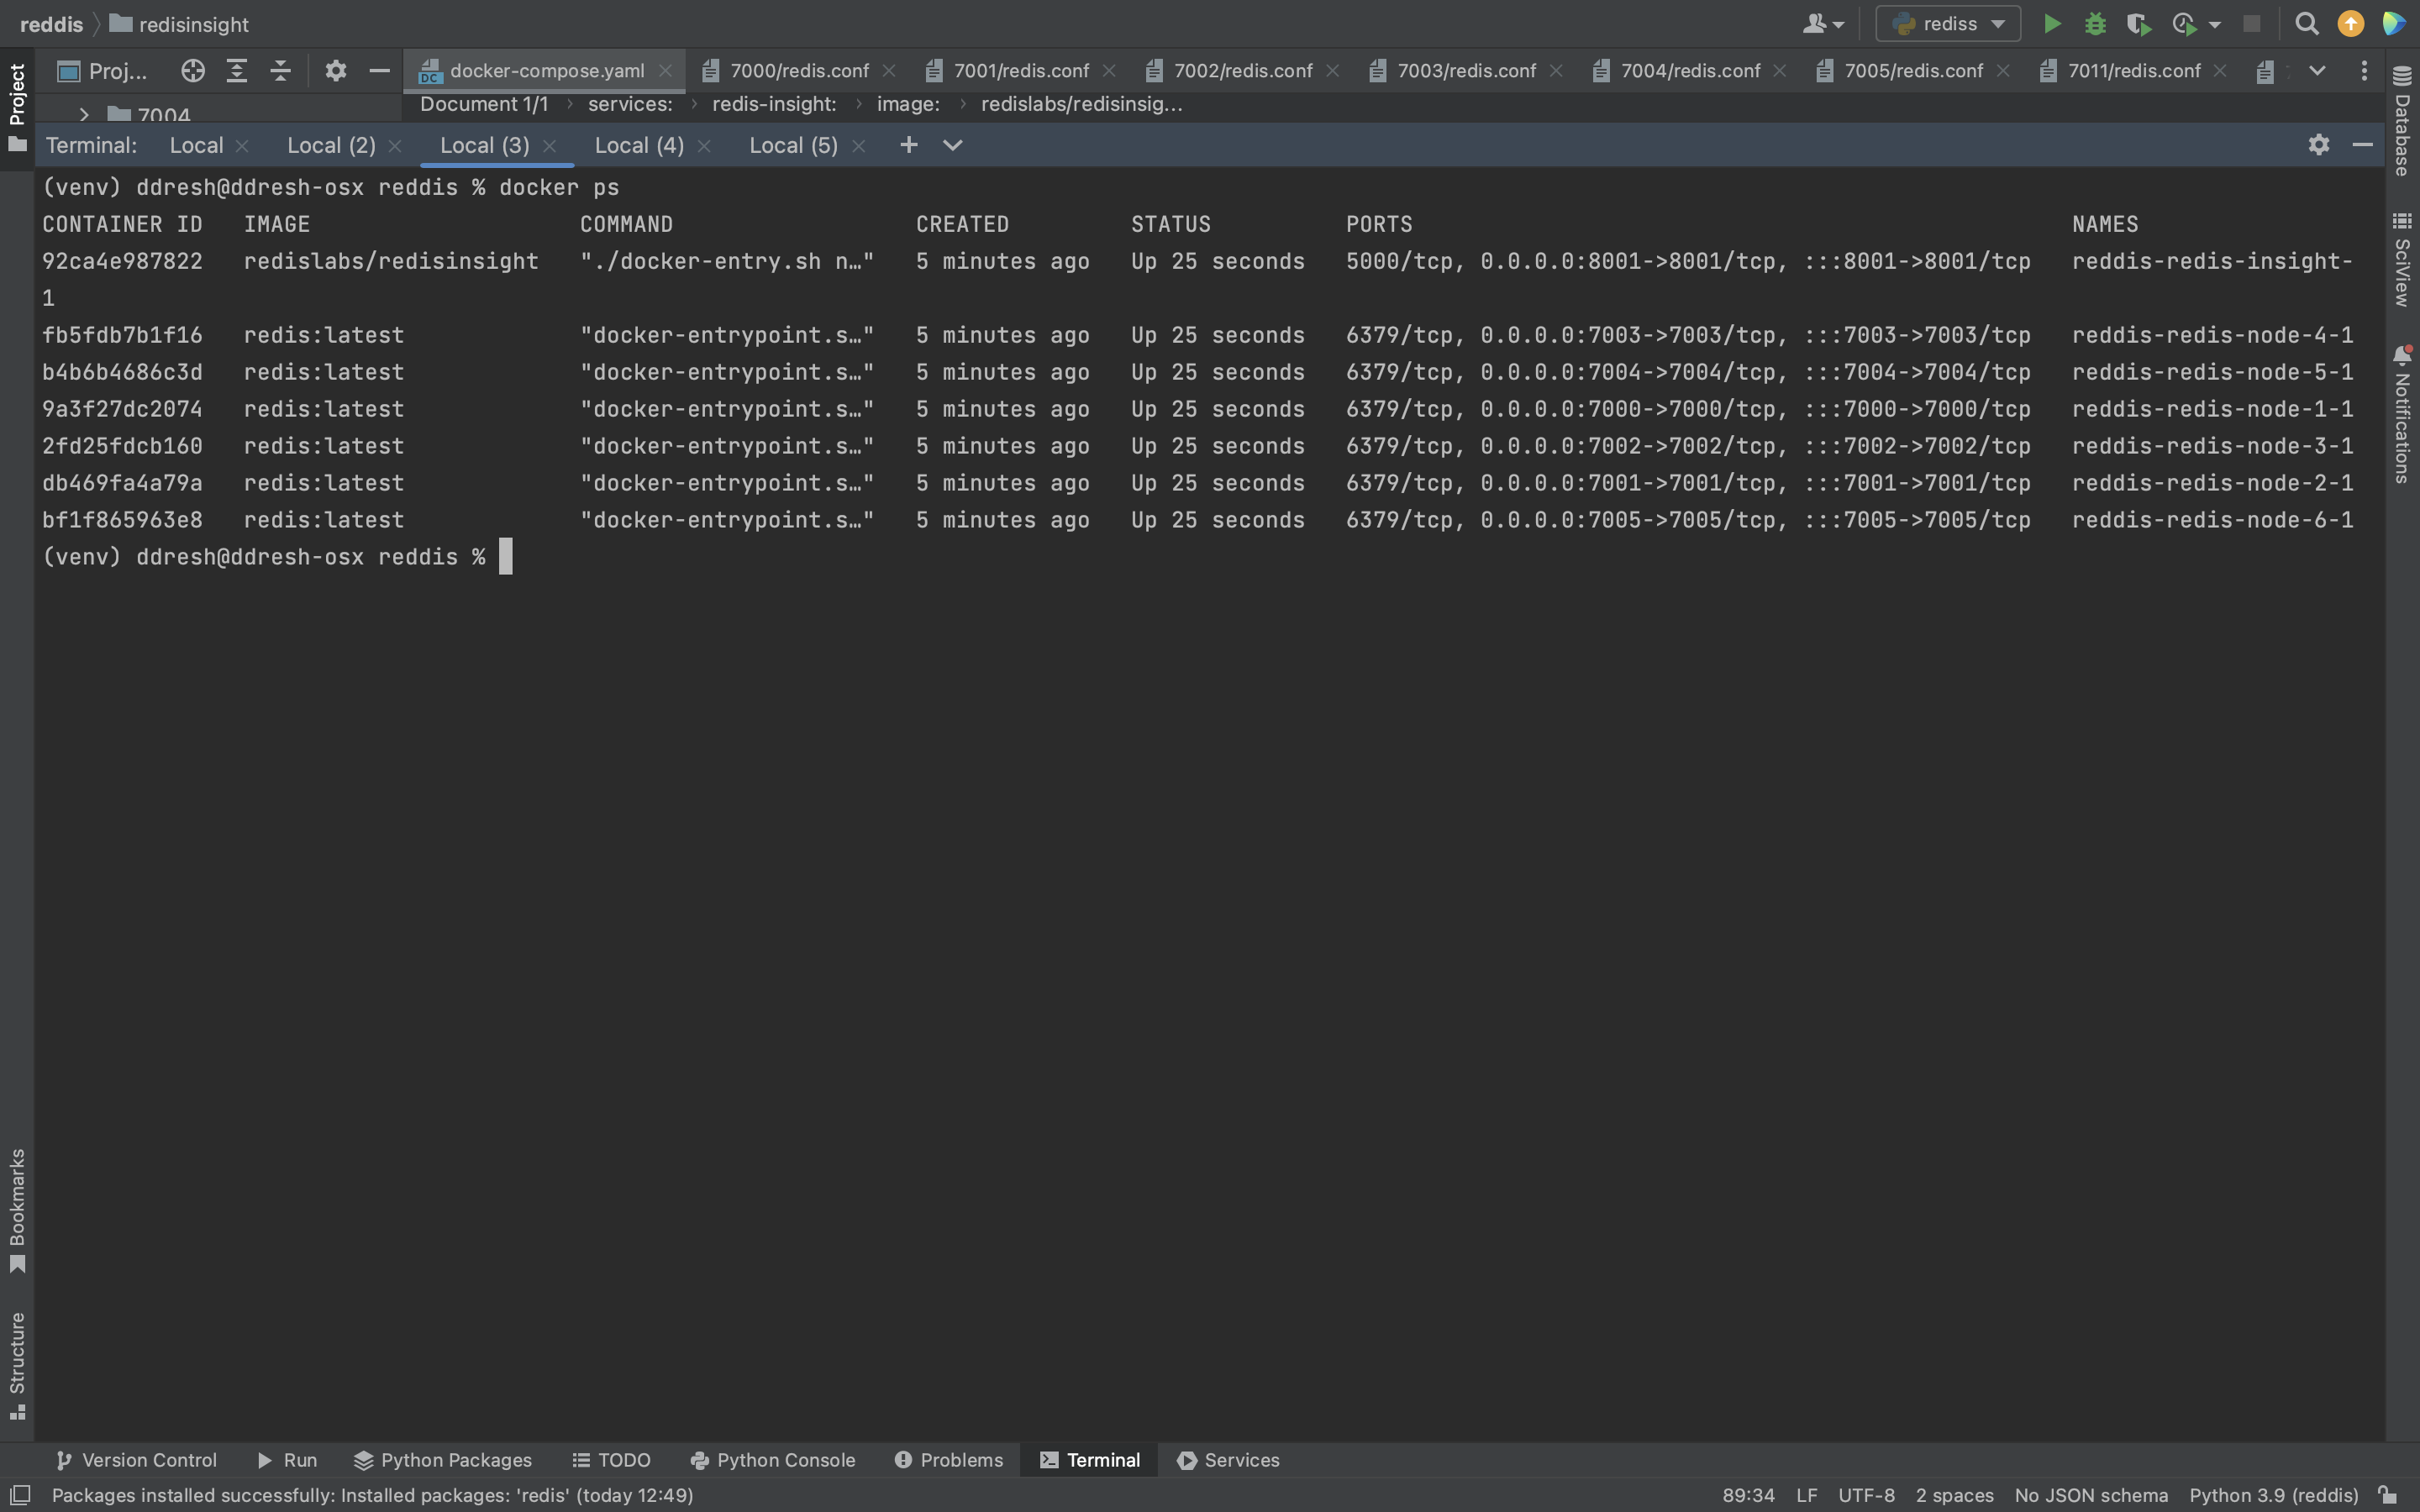 reddis redisinsight rediss
Project Proj... docker-compose.yaml 7000/redis.conf 7001/redis.conf 7002/redis.conf 7003/redis.conf 7004/redis.conf 7005/redis.conf 7011/redis.conf
7004 Document 1/1 › services: › redis-insight: › image: › redislabs/redisinsig...
Terminal: Local Local (2) Local (3) Local (4) Local (5)
(venv) ddresh@ddresh-osx reddis % docker ps
CONTAINER ID IMAGE COMMAND CREATED STATUS PORTS NAMES
92ca4e987822 redislabs/redisinsight "./docker-entry.sh n…" 5 minutes ago Up 25 seconds 5000/tcp, 0.0.0.0:8001->8001/tcp, :::8001->8001/tcp reddis-redis-insight-
1
fb5fdb7b1f16 redis:latest "docker-entrypoint.s…" 5 minutes ago Up 25 seconds 6379/tcp, 0.0.0.0:7003->7003/tcp, :::7003->7003/tcp reddis-redis-node-4-1
b4b6b4686c3d redis:latest "docker-entrypoint.s…" 5 minutes ago Up 25 seconds 6379/tcp, 0.0.0.0:7004->7004/tcp, :::7004->7004/tcp reddis-redis-node-5-1
9a3f27dc2074 redis:latest "docker-entrypoint.s…" 5 minutes ago Up 25 seconds 6379/tcp, 0.0.0.0:7000->7000/tcp, :::7000->7000/tcp reddis-redis-node-1-1
2fd25fdcb160 redis:latest "docker-entrypoint.s…" 5 minutes ago Up 25 seconds 6379/tcp, 0.0.0.0:7002->7002/tcp, :::7002->7002/tcp reddis-redis-node-3-1
db469fa4a79a redis:latest "docker-entrypoint.s…" 5 minutes ago Up 25 seconds 6379/tcp, 0.0.0.0:7001->7001/tcp, :::7001->7001/tcp reddis-redis-node-2-1
bf1f865963e8 redis:latest "docker-entrypoint.s…" 5 minutes ago Up 25 seconds 6379/tcp, 0.0.0.0:7005->7005/tcp, :::7005->7005/tcp reddis-redis-node-6-1
(venv) ddresh@ddresh-osx reddis %
Database
SciView
Notifications
Bookmarks
Structure
Version Control Run Python Packages TODO Python Console Problems Terminal Services
Packages installed successfully: Installed packages: 'redis' (today 12:49) 89:34 LF UTF-8 2 spaces No JSON schema Python 3.9 (reddis)